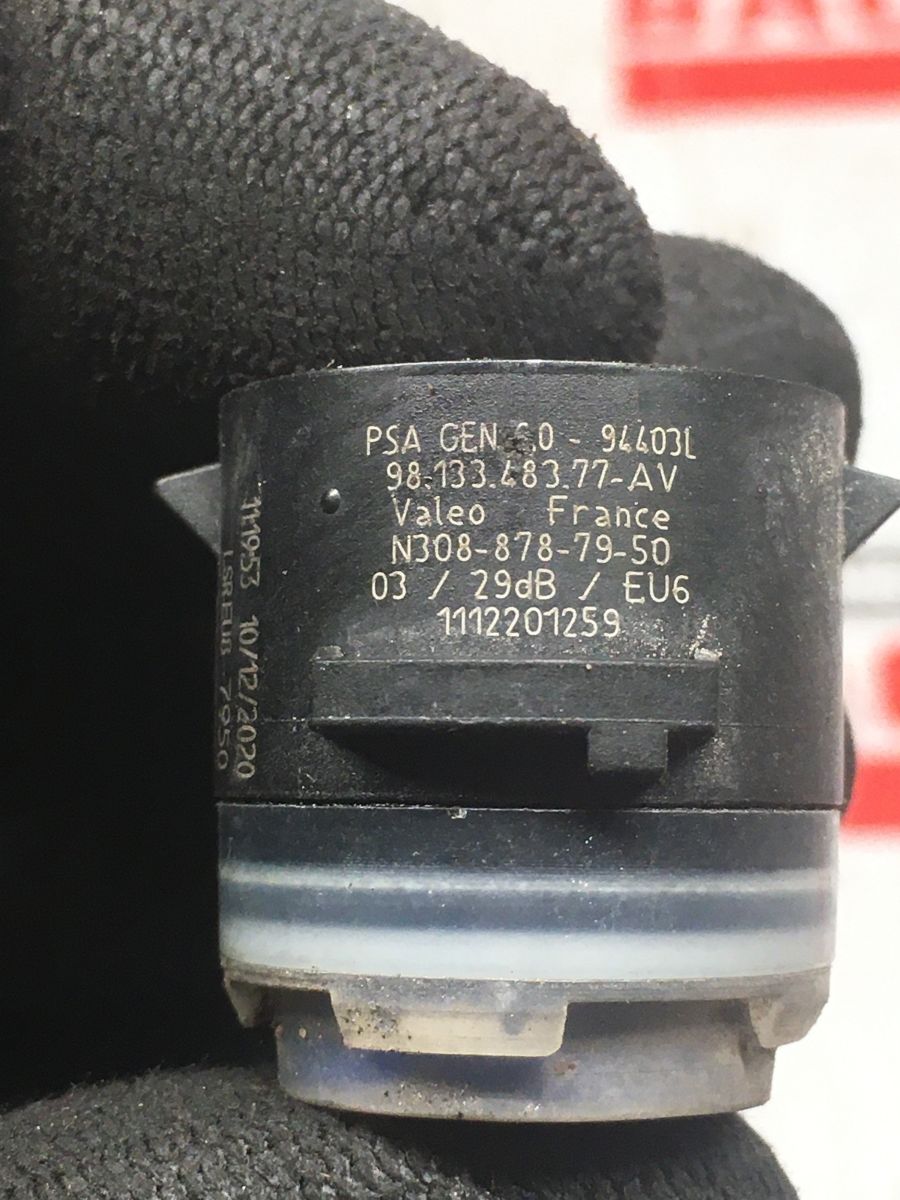 PSA GEN 6.0 - 94403L
98.133.483.77-AV
Valeo France
N308-878-79-50
03 / 29dB / EU6
1112201259
111953 10/12/2020
7950